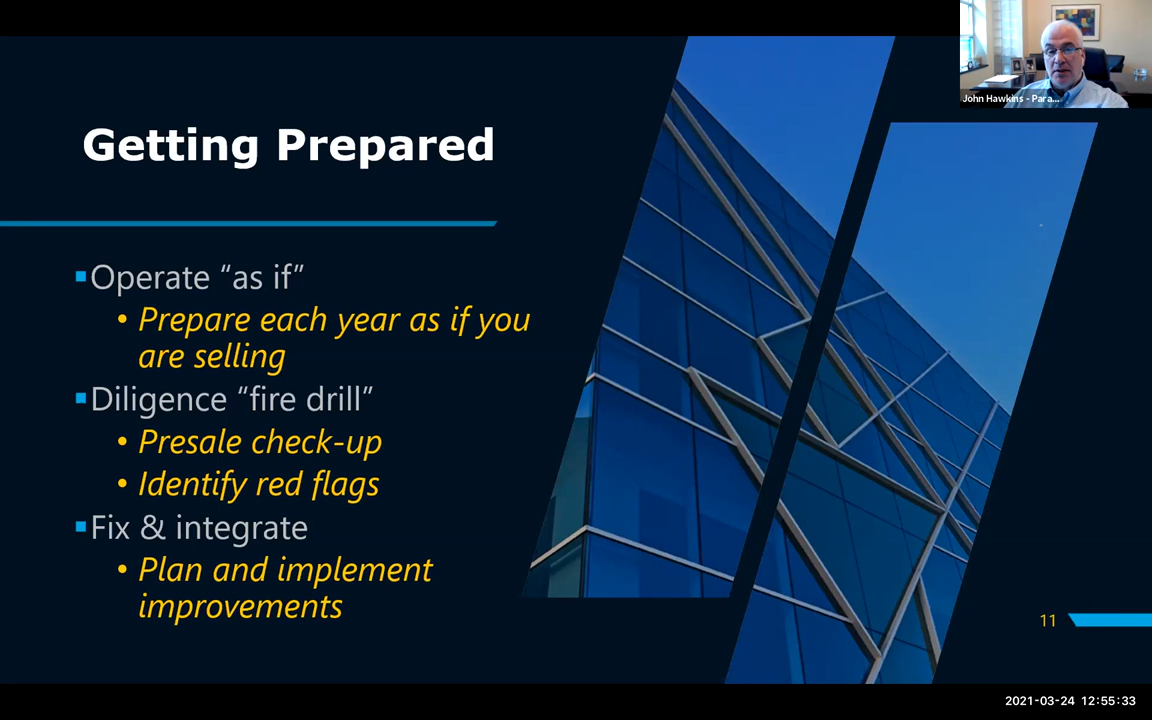 John Hawkins - Para...
Getting Prepared
▪Operate “as if”
• Prepare each year as if you
are selling
▪Diligence “fire drill”
• Presale check-up
• Identify red flags
▪Fix & integrate
• Plan and implement
improvements
11
2021-03-24 12:55:33